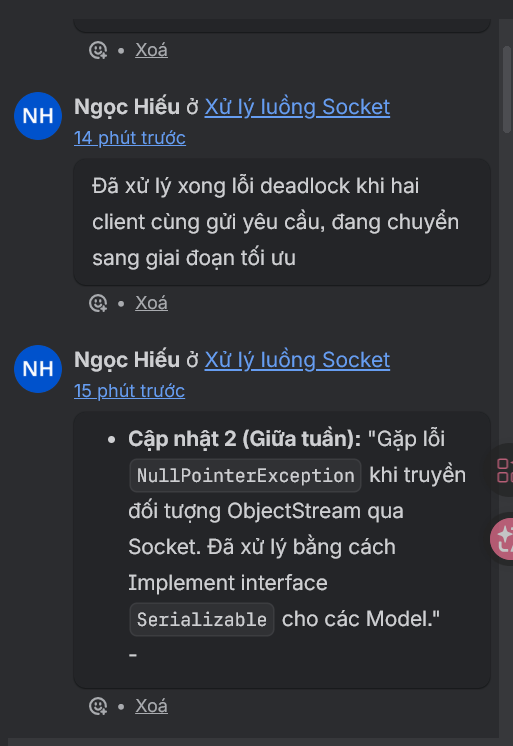 • Xoá
NH
Ngọc Hiếu ở Xử lý luồng Socket
14 phút trước
Đã xử lý xong lỗi deadlock khi hai
client cùng gửi yêu cầu, đang chuyển
sang giai đoạn tối ưu
• Xoá
NH
Ngọc Hiếu ở Xử lý luồng Socket
15 phút trước
• Cập nhật 2 (Giữa tuần): "Gặp lỗi
NullPointerException khi truyền
đối tượng ObjectStream qua
Socket. Đã xử lý bằng cách
Implement interface
Serializable cho các Model."
-
• Xoá